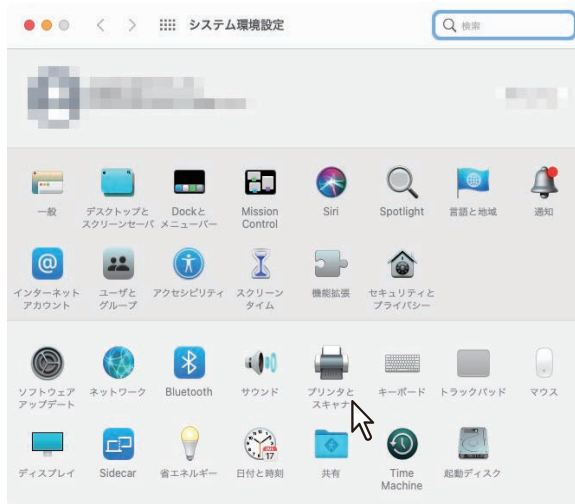 システム環境設定
検索
一般
デスクトップと
スクリーンセーバ
Dockと
メニューバー
Mission
Control
Siri
Spotlight
言語と地域
通知
インターネット
アカウント
ユーザと
グループ
アクセシビリティ
スクリーン
タイム
機能拡張
セキュリティと
プライバシー
ソフトウェア
アップデート
ネットワーク
Bluetooth
サウンド
プリンタと
スキャナ
キーボード
トラックパッド
マウス
ディスプレイ
Sidecar
省エネルギー
日付と時刻
17
共有
Time
Machine
起動ディスク